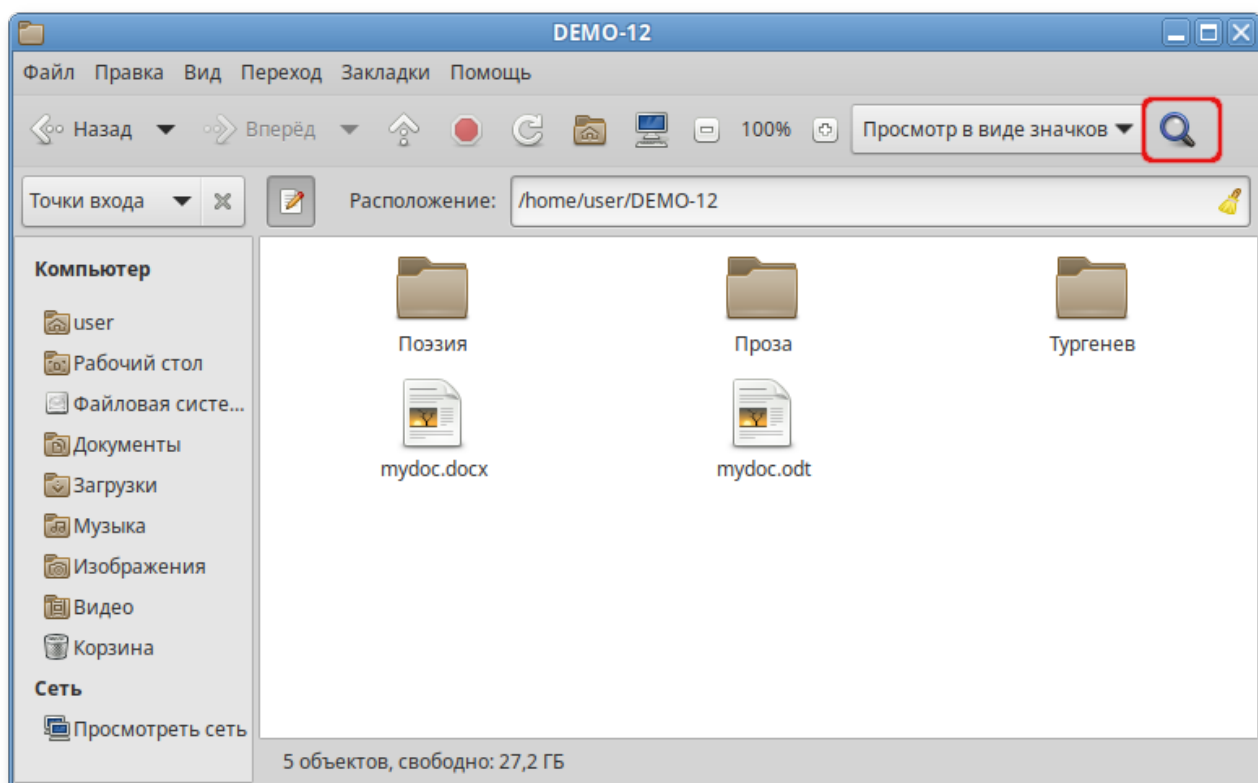 DEMO-12
Файл Правка Вид Переход Закладки Помощь
Назад Вперёд 100% Просмотр в виде значков
Точки входа Расположение: /home/user/DEMO-12
Компьютер
user
Рабочий стол
Файловая систе...
Документы
Загрузки
Музыка
Изображения
Видео
Корзина
Сеть
Просмотреть сеть
Поэзия Проза Тургенев
mydoc.docx mydoc.odt
5 объектов, свободно: 27,2 ГБ